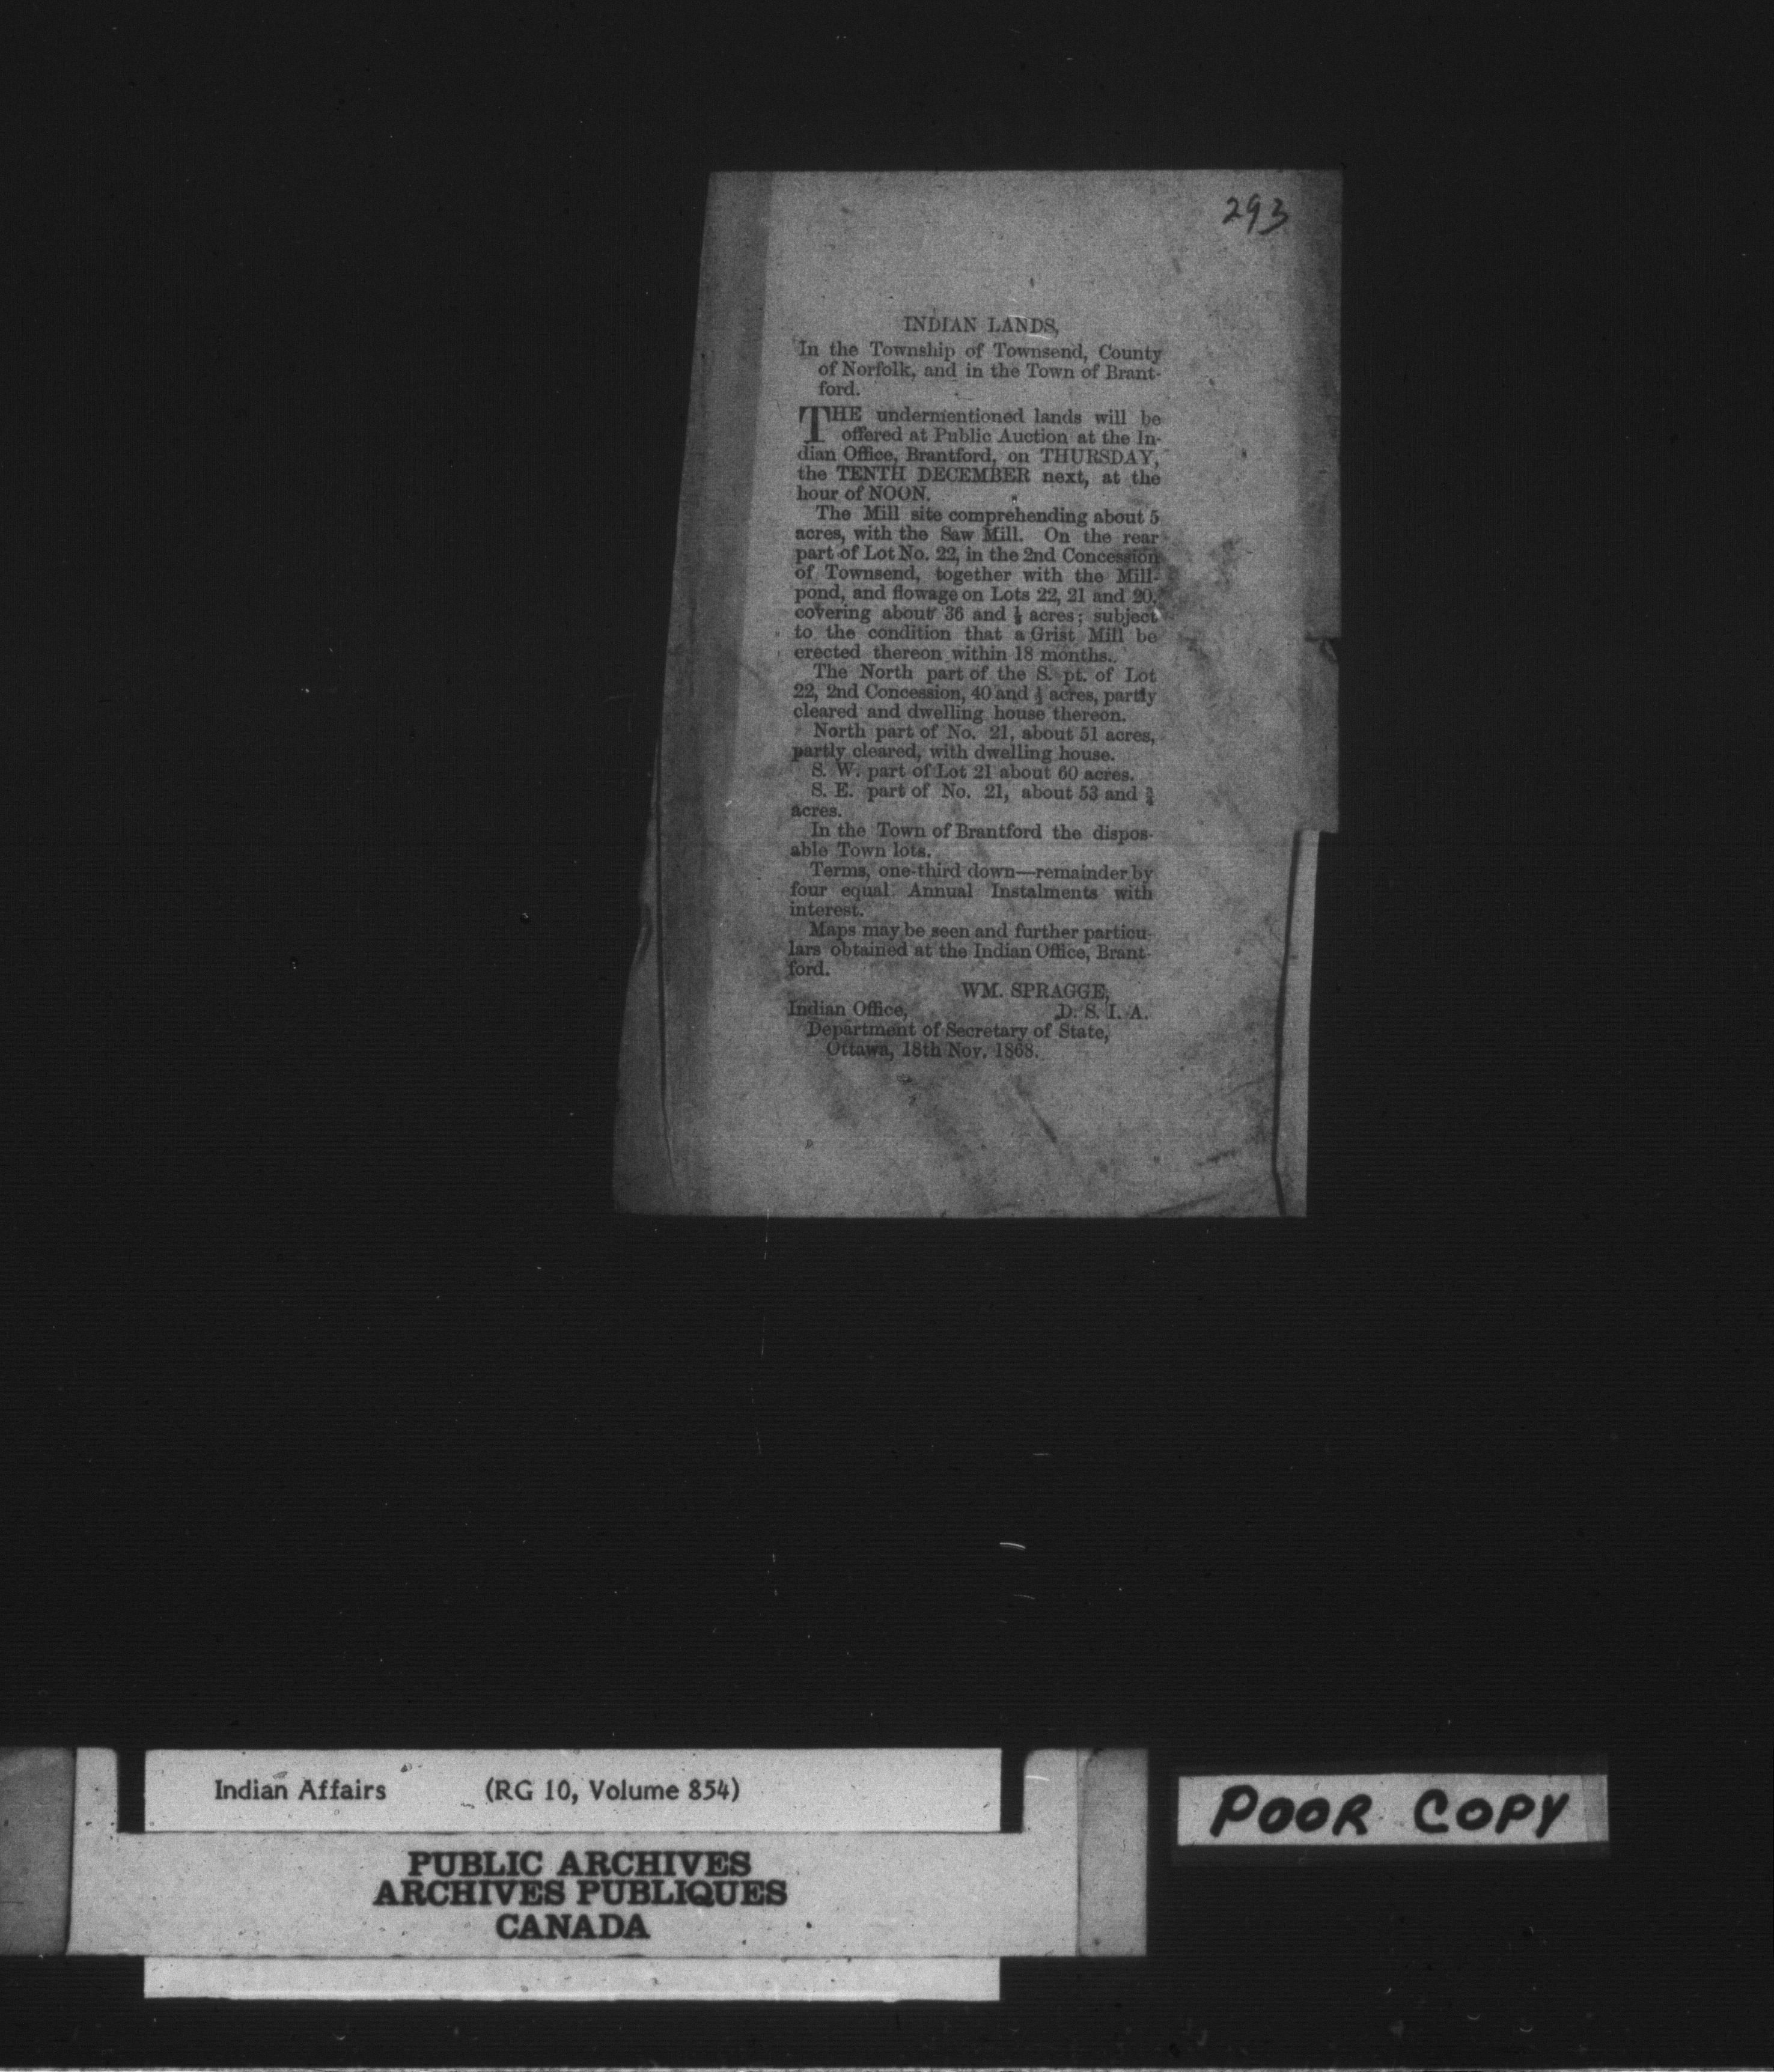 293
INDIAN LANDS,
In the Township of Townsend, County
of Norfolk, and in the Town of Brant-
ford.
THE undermentioned lands will be
offered at Public Auction at the In-
dian Office, Brantford, on THURSDAY,
the TENTH DECEMBER next, at the
hour of NOON.
The Mill site comprehending about 5
acres, with the Saw Mill. On the rear
part of Lot No. 22, in the 2nd Concession
of Townsend, together with the Mill-
pond, and flowage on Lots 22, 21 and 20,
covering about 36 and acres; subject
to the condition that a Grist Mill be
erected thereon within 18 months.
The North part of the S. pt. of Lot
22, 2nd Concession, 40 and acres, partly
cleared and dwelling house thereon.
North part of No. 21, about 51 acres,
partly cleared, with dwelling house.
S. W. part of Lot 21 about 60 acres.
S. E. part of No. 21, about 53 and ¾
acres.
In the Town of Brantford the dispos-
able Town lots.
Terms, one-third down—remainder by
four equal Annual Instalments with
interest.
Maps may be seen and further particu-
lars obtained at the Indian Office, Brant-
ford.
WM. SPRAGGE,
Indian Office, D. S. I. A.
Department of Secretary of State,
Ottawa, 18th Nov. 1868.
Indian Affairs (RG 10, Volume 854)
PUBLIC ARCHIVES
ARCHIVES PUBLIQUES
CANADA
POOR COPY